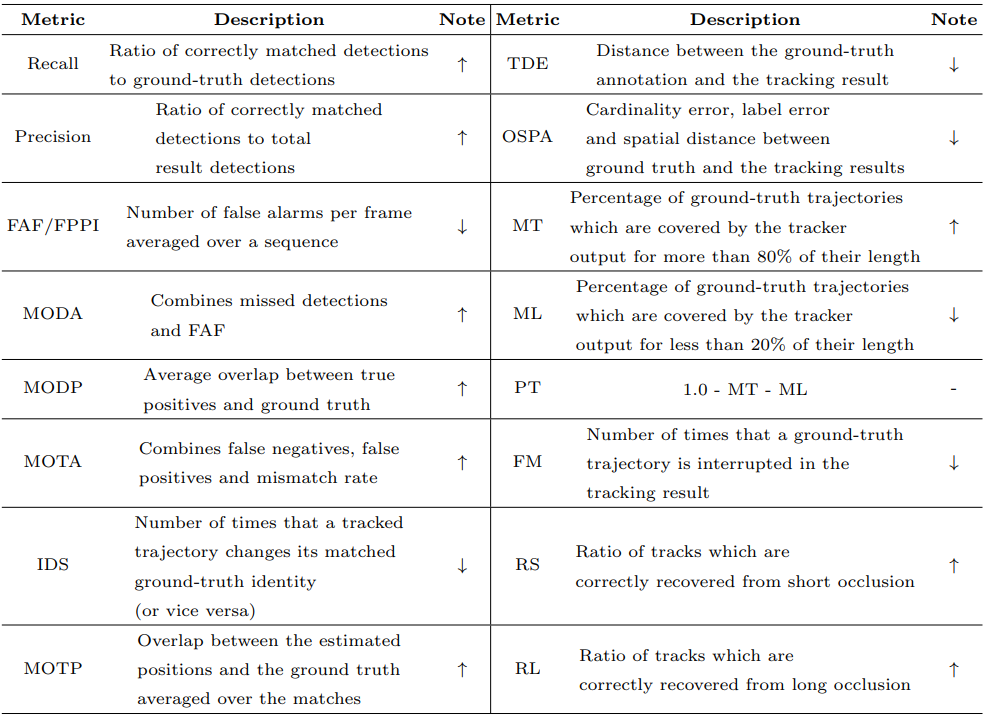 Metric Description Note Metric Description Note
Recall
Ratio of correctly matched detections
to ground-truth detections
↑
TDE
Distance between the ground-truth
annotation and the tracking result
↓
Precision
Ratio of correctly matched
detections to total
result detections
↑
OSPA
Cardinality error, label error
and spatial distance between
ground truth and the tracking results
↓
FAF/FPPI
Number of false alarms per frame
averaged over a sequence
↓
MT
Percentage of ground-truth trajectories
which are covered by the tracker
output for more than 80% of their length
↑
MODA
Combines missed detections
and FAF
↑
ML
Percentage of ground-truth trajectories
which are covered by the tracker
output for less than 20% of their length
↓
MODP
Average overlap between true
positives and ground truth
↑
PT
1.0 - MT - ML
-
MOTA
Combines false negatives, false
positives and mismatch rate
↑
FM
Number of times that a ground-truth
trajectory is interrupted in the
tracking result
↓
IDS
Number of times that a tracked
trajectory changes its matched
ground-truth identity
(or vice versa)
↓
RS
Ratio of tracks which are
correctly recovered from short occlusion
↑
MOTP
Overlap between the estimated
positions and the ground truth
averaged over the matches
↑
RL
Ratio of tracks which are
correctly recovered from long occlusion
↑